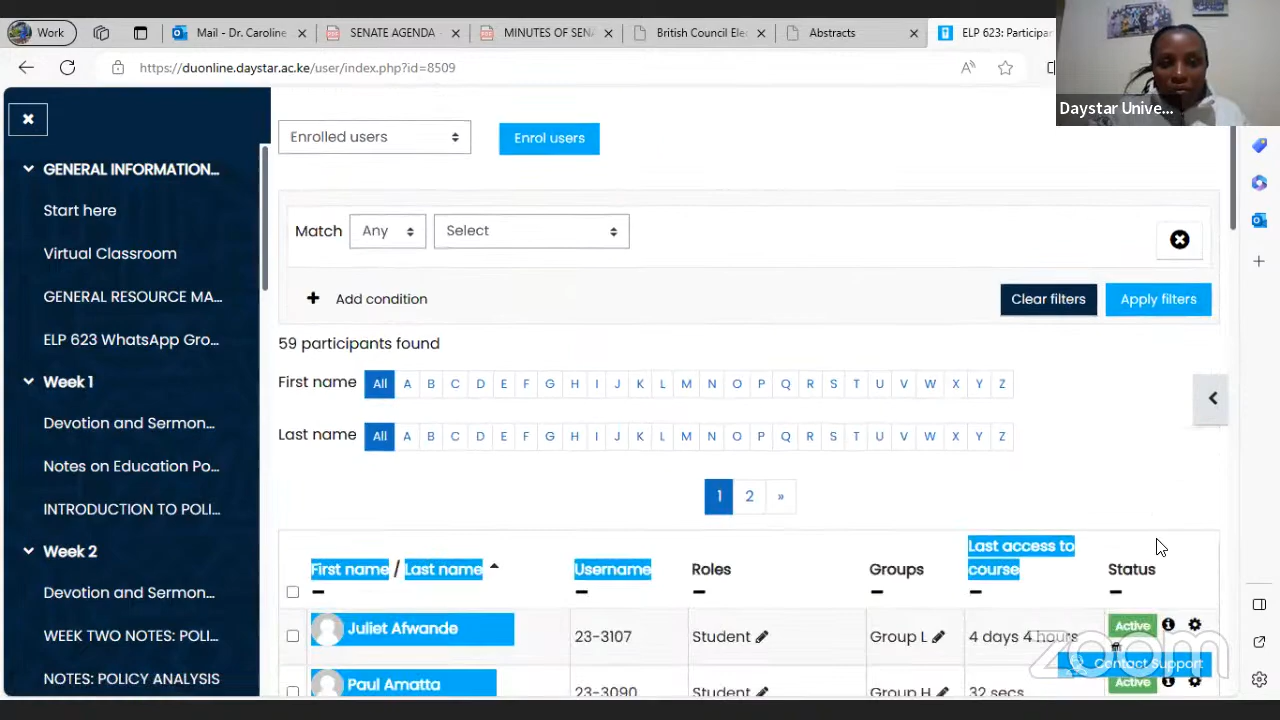 Work
Mail - Dr. Caroline
SENATE AGENDA -
MINUTES OF SEN
British Council Ele
Abstracts
ELP 623: Participan
https://duonline.daystar.ac.ke/user/index.php?id=8509
Daystar Unive...
Enrolled users
Enrol users
GENERAL INFORMATION...
Start here
Virtual Classroom
GENERAL RESOURCE MA...
ELP 623 WhatsApp Gro...
Week 1
Devotion and Sermon...
Notes on Education Po...
INTRODUCTION TO POLI...
Week 2
Devotion and Sermon...
WEEK TWO NOTES: POLI...
NOTES: POLICY ANALYSIS
Match Any Select
Add condition
Clear filters Apply filters
59 participants found
First name All A B C D E F G H I J K L M N O P Q R S T U V W X Y Z
Last name All A B C D E F G H I J K L M N O P Q R S T U V W X Y Z
1 2 »
First name / Last name Username Roles Groups Last access to course Status
Juliet Afwande 23-3107 Student Group L 4 days 4 hours Active
Paul Amatta 23-3090 Student Group H 32 secs Active
Contact Support
zoom